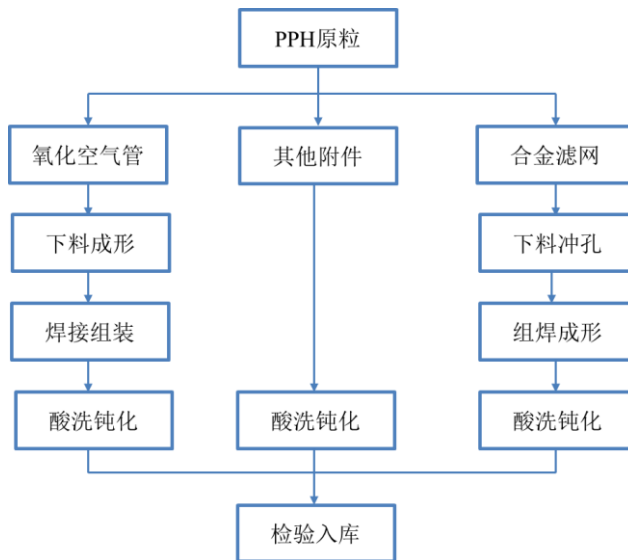 PPH原粒
氧化空气管
其他附件
合金滤网
下料成形
下料冲孔
焊接组装
组焊成形
酸洗钝化
酸洗钝化
酸洗钝化
检验入库